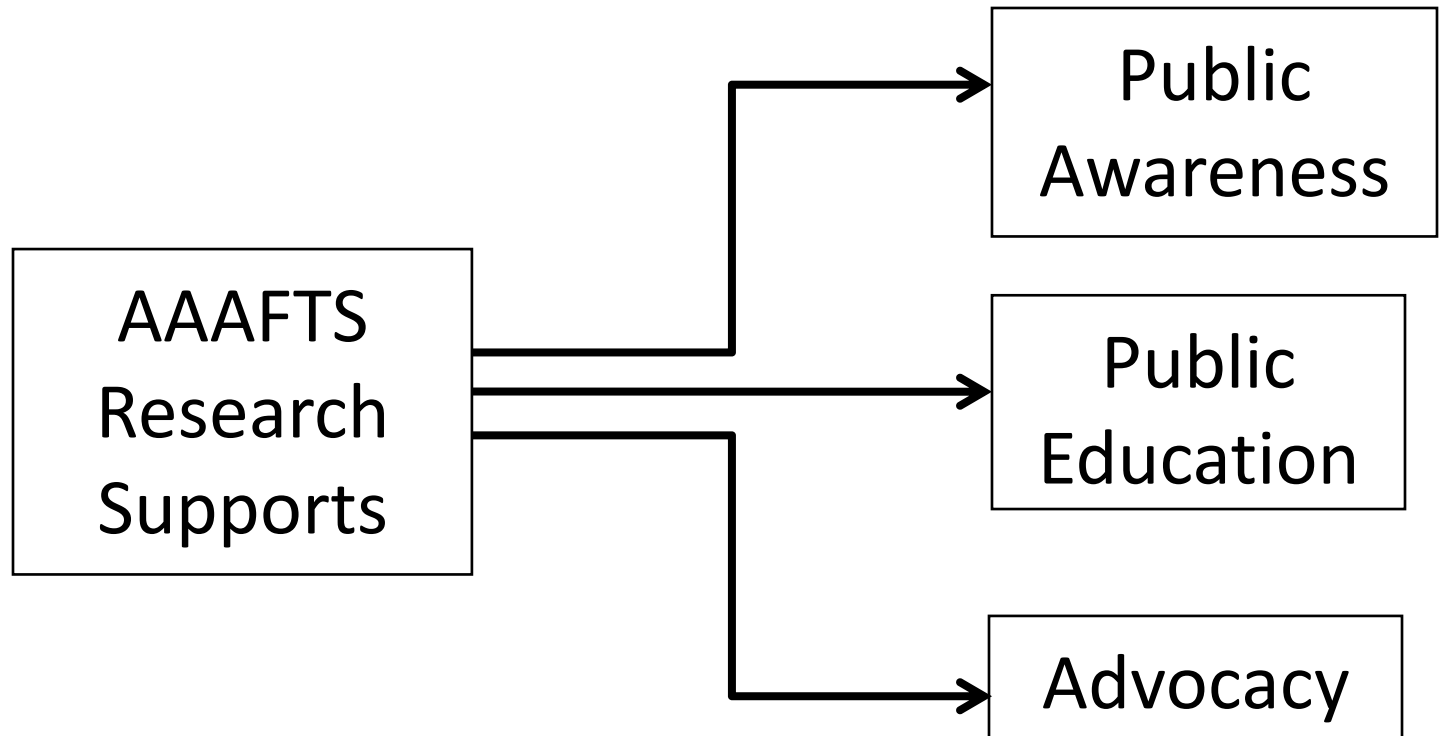 AAAFTS
Research
Supports
Public
Awareness
Public
Education
Advocacy